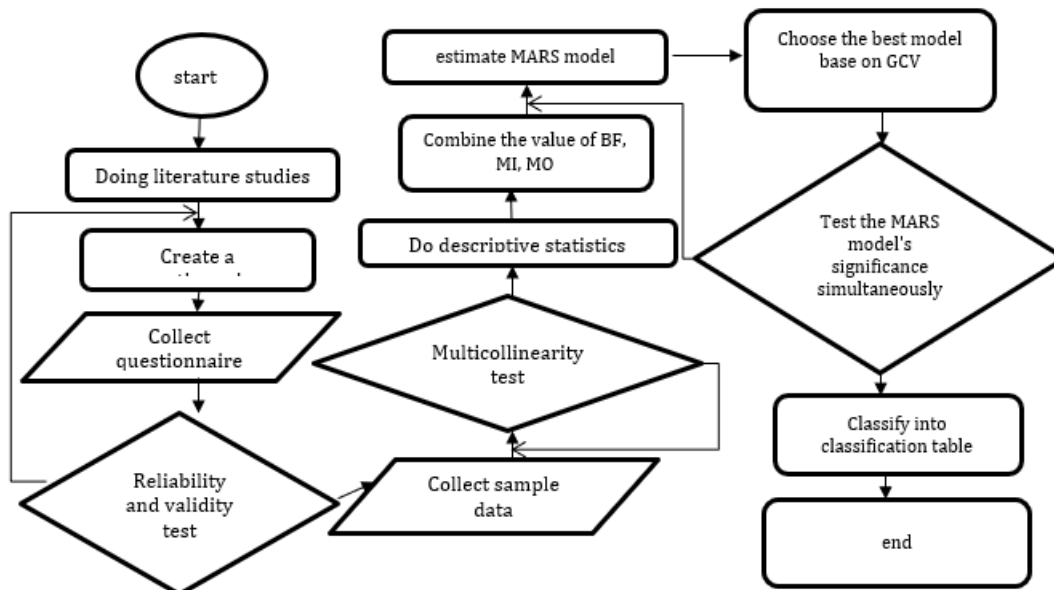 start
Doing literature studies
Create a
Collect
questionnaire
Reliability
and validity
test
Collect sample
data
Multicollinearity
test
Do descriptive statistics
Combine the value of BF,
MI, MO
estimate MARS model
Choose the best model
base on GCV
Test the MARS
model's
significance
simultaneously
Classify into
classification table
end